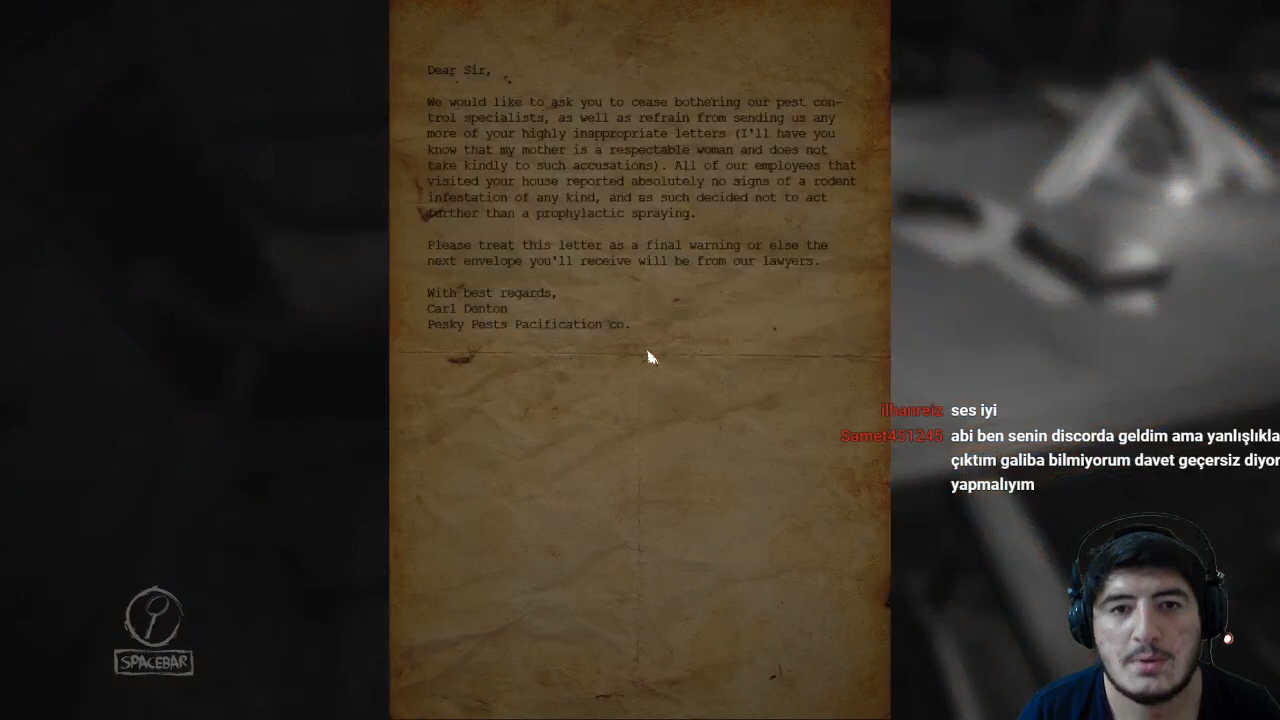 Dear Sir,
We would like to ask you to cease bothering our pest con-
trol specialists, as well as refrain from sending us any
more of your highly inappropriate letters (I'll have you
know that my mother is a respectable woman and does not
take kindly to such accusations). All of our employees that
visited your house reported absolutely no signs of a rodent
infestation of any kind, and as such decided not to act
further than a prophylactic spraying.
Please treat this letter as a final warning or else the
next envelope you'll receive will be from our lawyers.
With best regards,
Carl Denton
Pesky Pests Pacification co.
ilhanreiz ses iyi
Samet451245 abi ben senin discorda geldim ama yanlışlıkla
çıktım galiba bilmiyorum davet geçersiz diyor
yapmalıyım
SPACEBAR